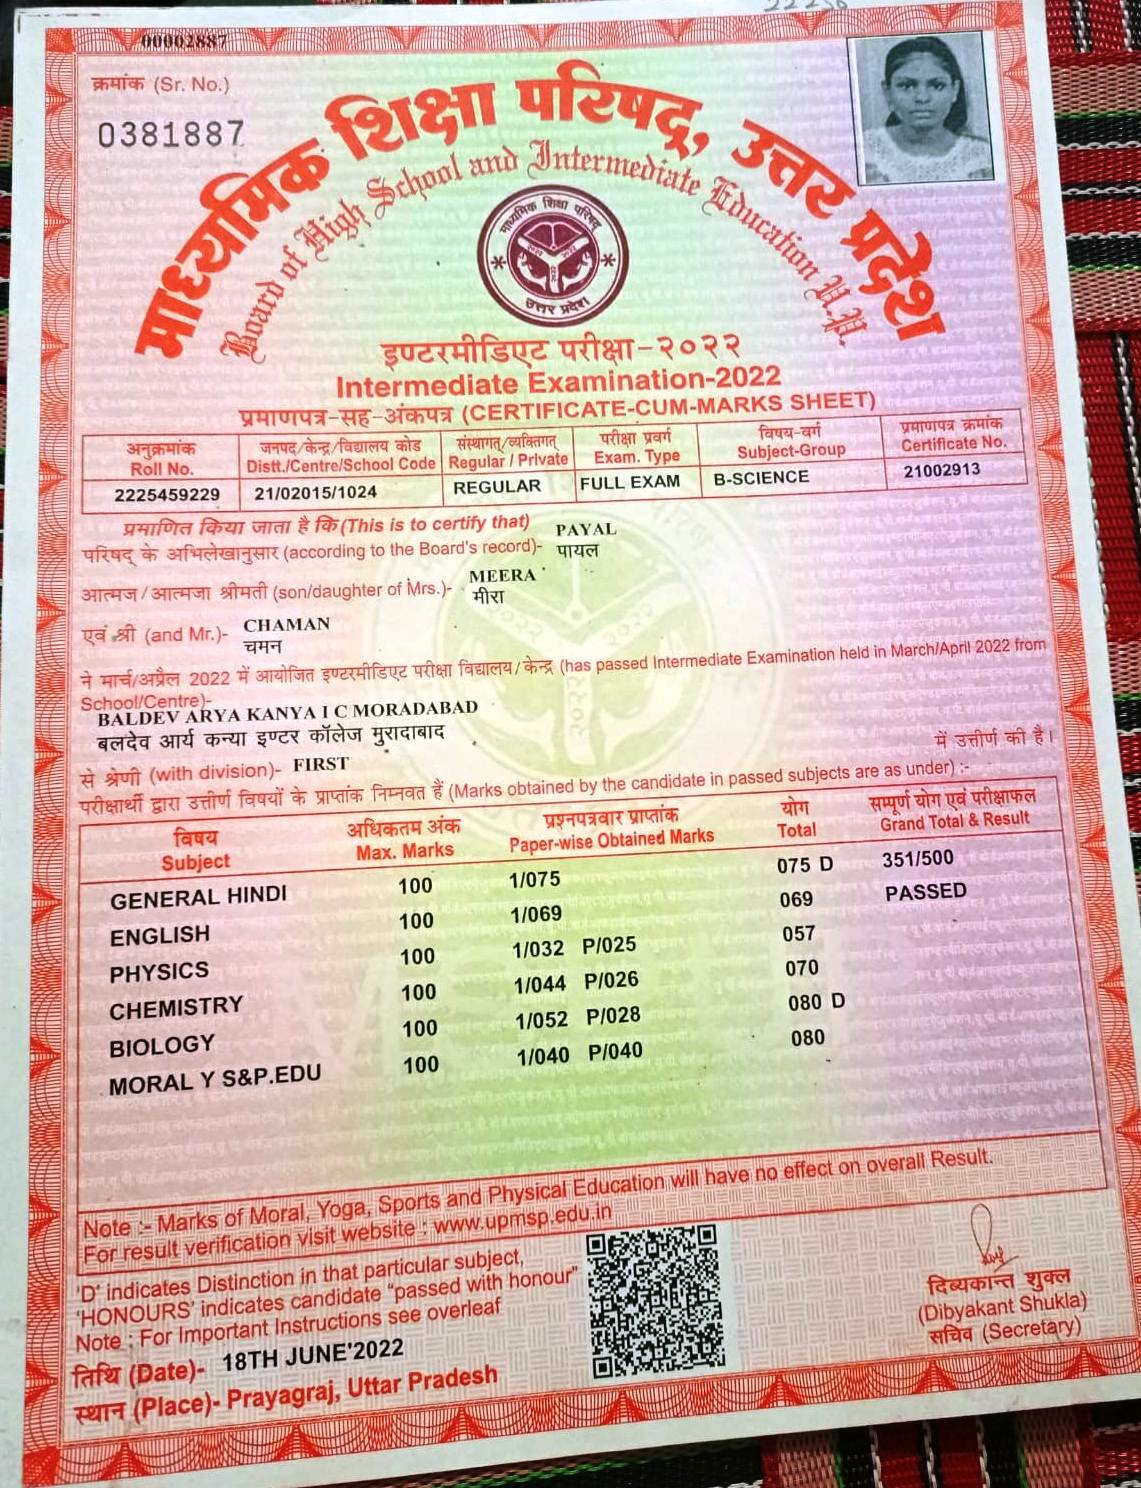 00002887
क्रमांक (Sr. No.)
0381887
माध्यमिक शिक्षा परिषद्, उत्तर प्रदेश
Board of High School and Intermediate Education U.P.
माध्यमिक शिक्षा परिषद्
उत्तर प्रदेश
इण्टरमीडिएट परीक्षा-२०२२
Intermediate Examination-2022
प्रमाणपत्र-सह-अंकपत्र (CERTIFICATE-CUM-MARKS SHEET)
अनुक्रमांक जनपद/केन्द्र/विद्यालय कोड संस्थागत्/व्यक्तिगत् परीक्षा प्रवर्ग विषय-वर्ग प्रमाणपत्र क्रमांक
Roll No. Distt./Centre/School Code Regular / Private Exam. Type Subject-Group Certificate No.
2225459229 21/02015/1024 REGULAR FULL EXAM B-SCIENCE 21002913
प्रमाणित किया जाता है कि (This is to certify that) PAYAL
परिषद् के अभिलेखानुसार (according to the Board's record)- पायल
MEERA
आत्मज / आत्मजा श्रीमती (son/daughter of Mrs.)- मीरा
एवं श्री (and Mr.)- CHAMAN
चमन
ने मार्च/अप्रैल 2022 में आयोजित इण्टरमीडिएट परीक्षा विद्यालय/केन्द्र (has passed Intermediate Examination held in March/April 2022 from
School/Centre)-
BALDEV ARYA KANYA I C MORADABAD
बलदेव आर्य कन्या इण्टर कॉलेज मुरादाबाद
में उत्तीर्ण की है।
से श्रेणी (with division)- FIRST
परीक्षार्थी द्वारा उत्तीर्ण विषयों के प्राप्तांक निम्नवत हैं (Marks obtained by the candidate in passed subjects are as under) :-
विषय अधिकतम अंक प्रश्नपत्रवार प्राप्तांक योग सम्पूर्ण योग एवं परीक्षाफल
Subject Max. Marks Paper-wise Obtained Marks Total Grand Total & Result
GENERAL HINDI 100 1/075 075 D 351/500
ENGLISH 100 1/069 069 PASSED
PHYSICS 100 1/032 P/025 057
CHEMISTRY 100 1/044 P/026 070
BIOLOGY 100 1/052 P/028 080 D
MORAL Y S&P.EDU 100 1/040 P/040 080
Note :- Marks of Moral, Yoga, Sports and Physical Education will have no effect on overall Result.
For result verification visit website : www.upmsp.edu.in
'D' indicates Distinction in that particular subject,
'HONOURS' indicates candidate "passed with honour"
Note : For Important Instructions see overleaf
तिथि (Date)- 18TH JUNE'2022
स्थान (Place)- Prayagraj, Uttar Pradesh
दिव्यकान्त शुक्ल
(Dibyakant Shukla)
सचिव (Secretary)